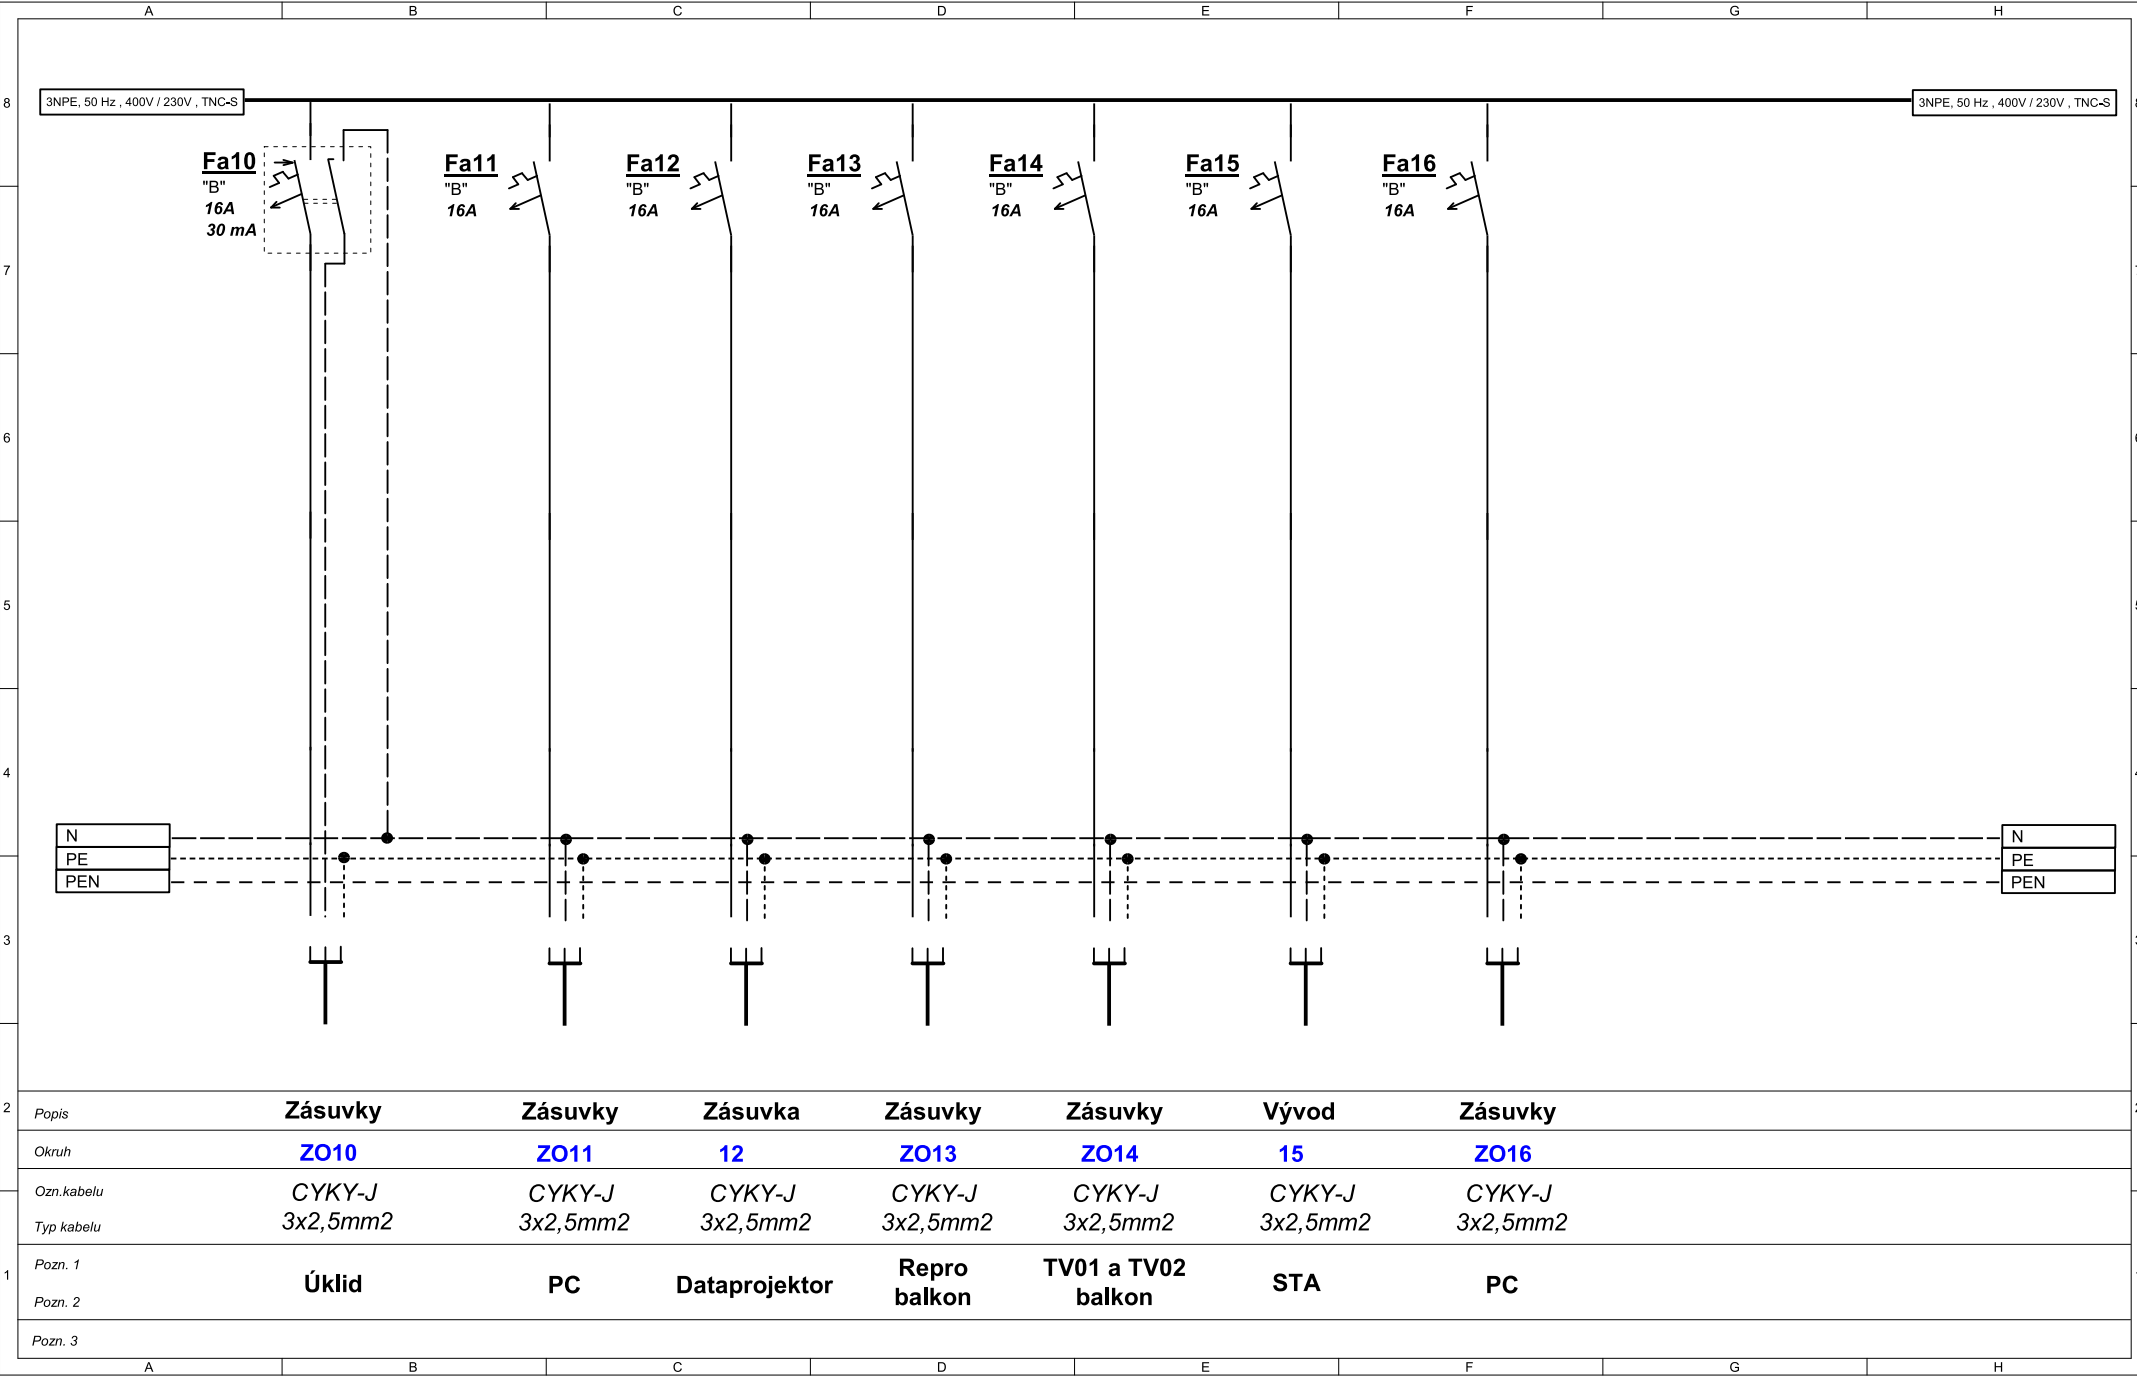 A B C D E F G H
8 3NPE, 50 Hz , 400V / 230V , TNC-S 3NPE, 50 Hz , 400V / 230V , TNC-S
Fa10 Fa11 Fa12 Fa13 Fa14 Fa15 Fa16
"B" "B" "B" "B" "B" "B" "B"
16A 16A 16A 16A 16A 16A 16A
30 mA
7
6
5
4
N N
PE PE
PEN PEN
3
2 Popis Zásuvky Zásuvky Zásuvka Zásuvky Zásuvky Vývod Zásuvky
Okruh ZO10 ZO11 12 ZO13 ZO14 15 ZO16
Ozn.kabelu CYKY-J CYKY-J CYKY-J CYKY-J CYKY-J CYKY-J CYKY-J
Typ kabelu 3x2,5mm2 3x2,5mm2 3x2,5mm2 3x2,5mm2 3x2,5mm2 3x2,5mm2 3x2,5mm2
Pozn. 1 Repro TV01 a TV02
1 Úklid PC Dataprojektor STA PC
Pozn. 2 balkon balkon
Pozn. 3
A B C D E F G H